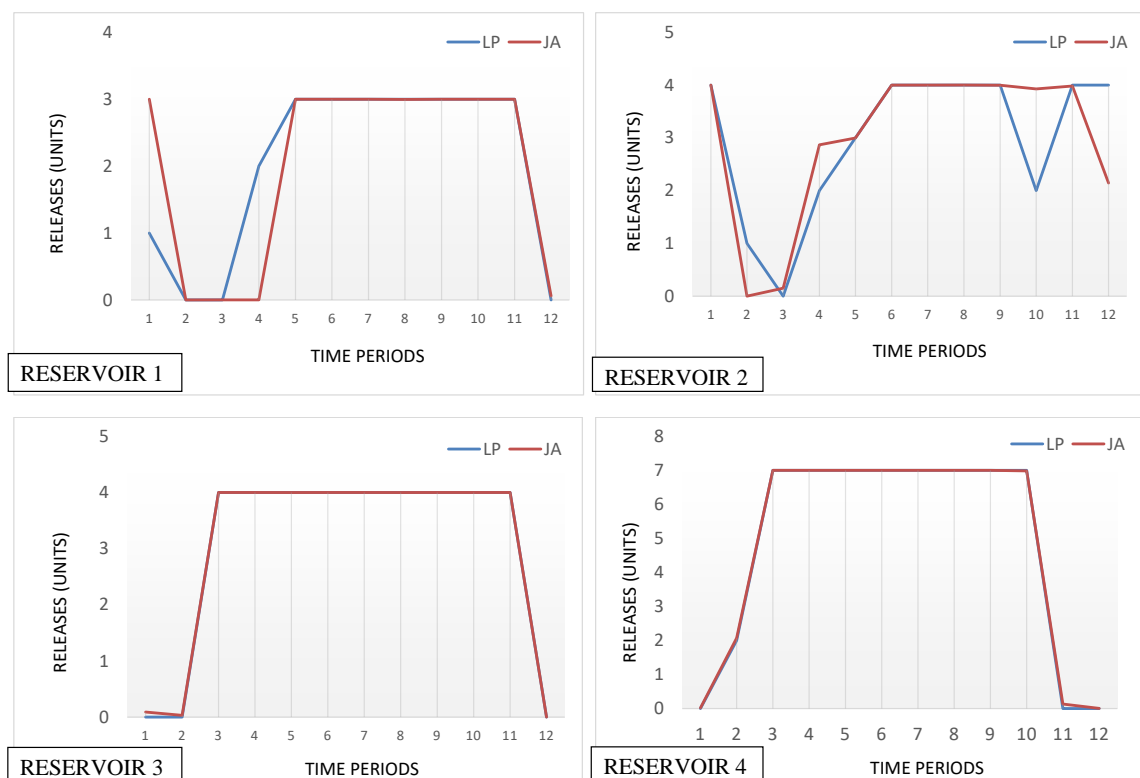 4
LP JA
3
2
1
0
RELEASES (UNITS)
1 2 3 4 5 6 7 8 9 10 11 12
TIME PERIODS
RESERVOIR 1
5
LP JA
4
3
2
1
0
RELEASES (UNITS)
1 2 3 4 5 6 7 8 9 10 11 12
TIME PERIODS
RESERVOIR 2
5
LP JA
4
3
2
1
0
RELEASES (UNITS)
1 2 3 4 5 6 7 8 9 10 11 12
TIME PERIODS
RESERVOIR 3
8
LP JA
7
6
5
4
3
2
1
0
RELEASES (UNITS)
1 2 3 4 5 6 7 8 9 10 11 12
TIME PERIODS
RESERVOIR 4